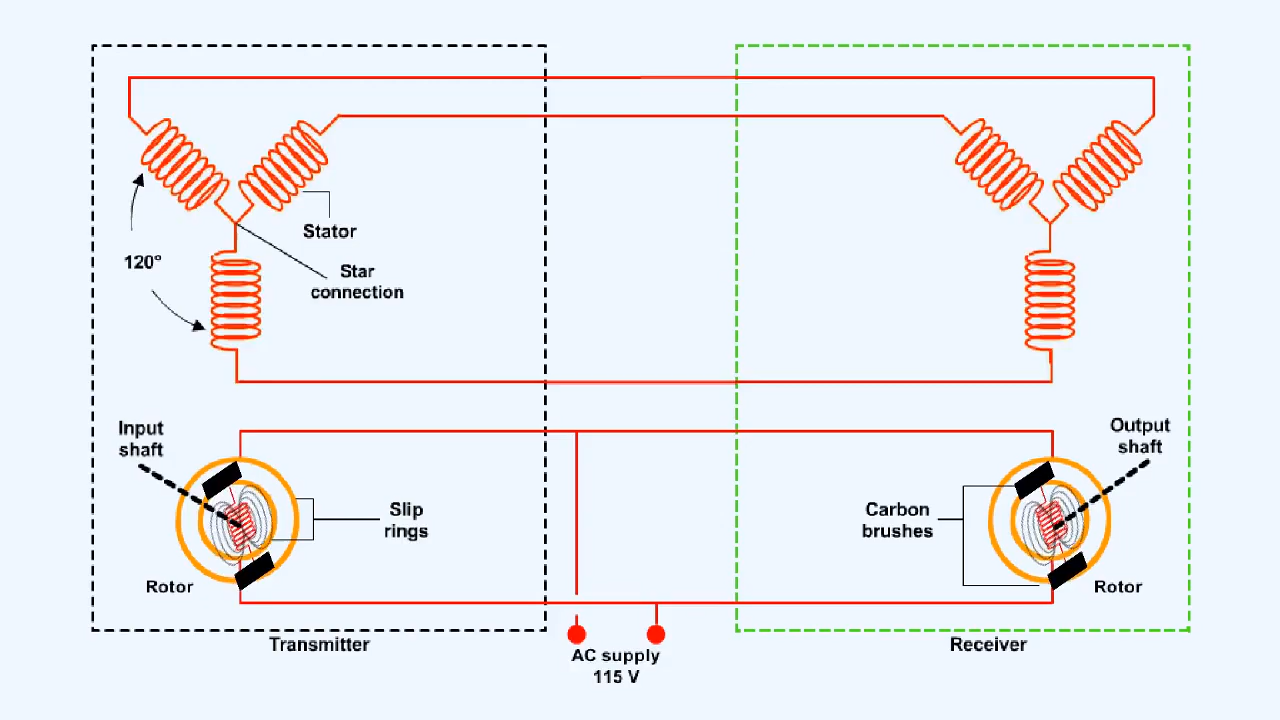 Stator
120°
Star
connection
Input
shaft
Output
shaft
Slip
rings
Carbon
brushes
Rotor
Rotor
Transmitter
Receiver
AC supply
115 V